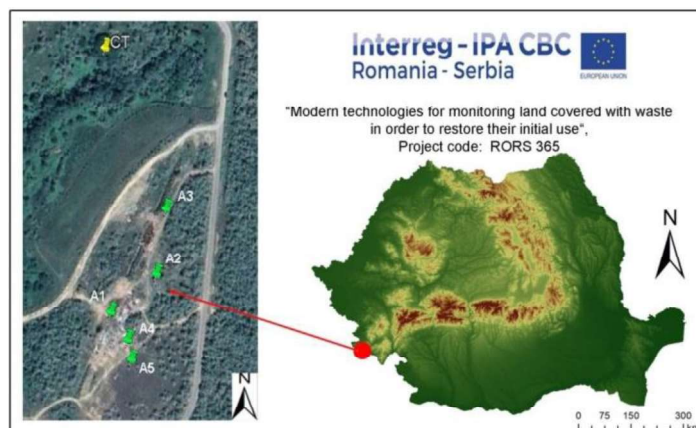 CT
A3
A2
A1
A4
A5
N
Interreg - IPA CBC
Romania - Serbia
EUROPEAN UNION
"Modern technologies for monitoring land covered with waste
in order to restore their initial use",
Project code: RORS 365
N
0 75 150 300